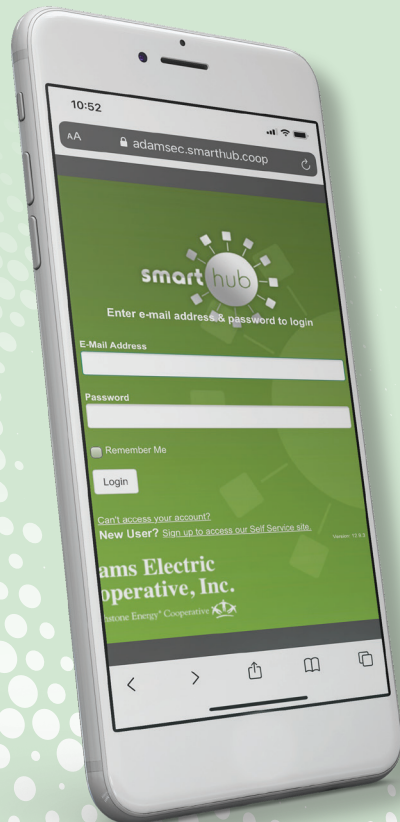 10:52
AA adamsec.smarthub.coop
smart hub
Enter e-mail address & password to login
E-Mail Address
Password
Remember Me
Login
Can't access your account?
New User? Sign up to access our Self Service site.
ams Electric
operative, Inc.
stone Energy® Cooperative